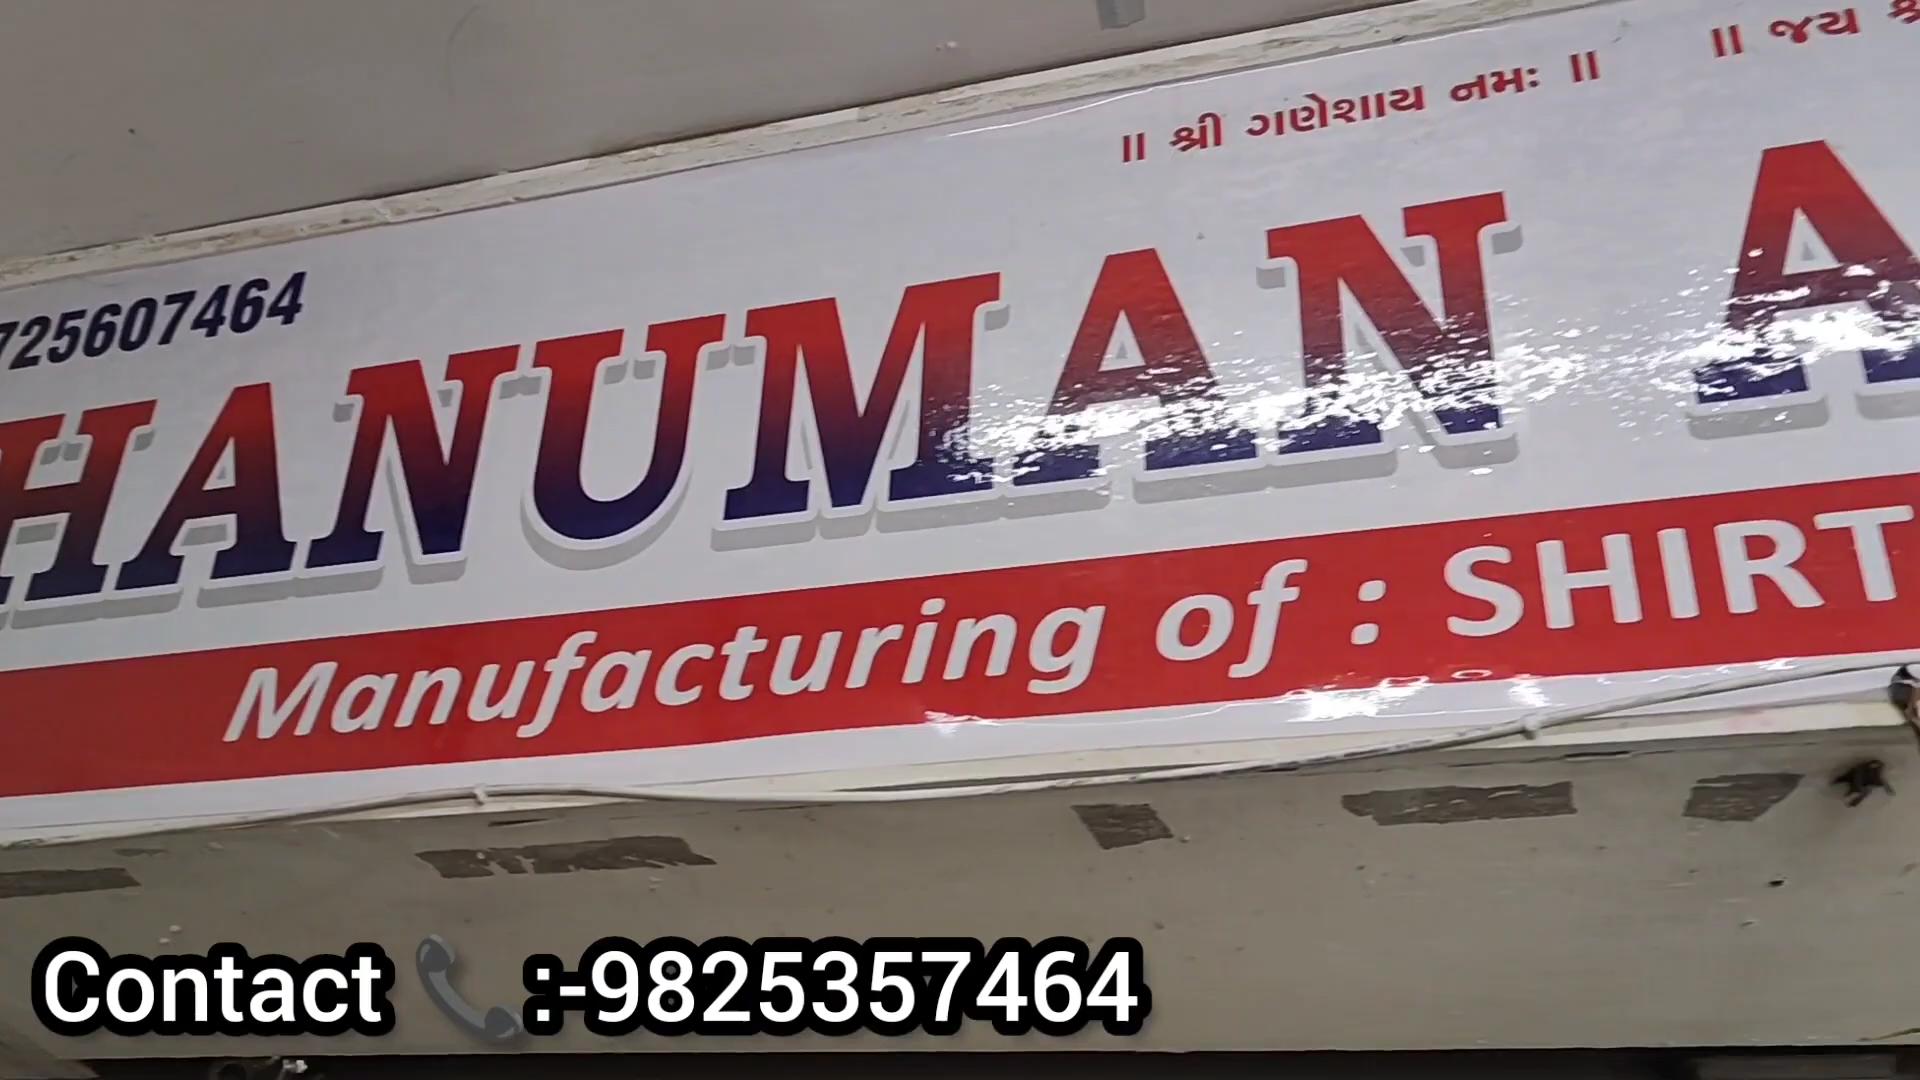 ॥ શ્રી ગણેશાય નમઃ ॥ ॥ જય
725607464
HANUMAN A
Manufacturing of : SHIRT
Contact 📞:-9825357464